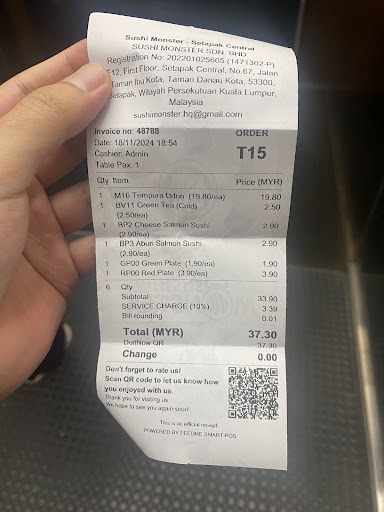 Sushi Monster - Setapak Central
SUSHI MONSTER SDN. BHD
Registration No: 202201025605 (1471302-P)
F12, First Floor, Setapak Central, No 67, Jalan
Taman Ibu Kota, Taman Danau Kota, 53300,
Setapak, Wilayah Persekutuan Kuala Lumpur,
Malaysia
sushimonster.hq@gmail.com
Invoice no: 48788
ORDER
Date: 18/11/2024 18:54
Cashier: Admin
T15
Table Pax: 1
Qty Item Price (MYR)
1 M16 Tempura Udon (19.80/ea) 19.80
1 BV11 Green Tea (Cold) 2.50
(2.50/ea)
1 BP2 Cheese Salmon Sushi 2.90
(2.90/ea)
1 BP3 Aburi Salmon Sushi 2.90
(2.90/ea)
1 GP00 Green Plate (1.90/ea) 1.90
1 RP00 Red Plate (3.90/ea) 3.90
6 Qty
Subtotal 33.90
SERVICE CHARGE (10%) 3.39
Bill rounding 0.01
Total (MYR) 37.30
DuitNow QR 37.30
Change 0.00
Don't forget to rate us!
Scan QR code to let us know how
you enjoyed with us.
Thank you for visiting us.
We hope to see you again soon!
This is an official receipt.
POWERED BY FEEDME SMART POS